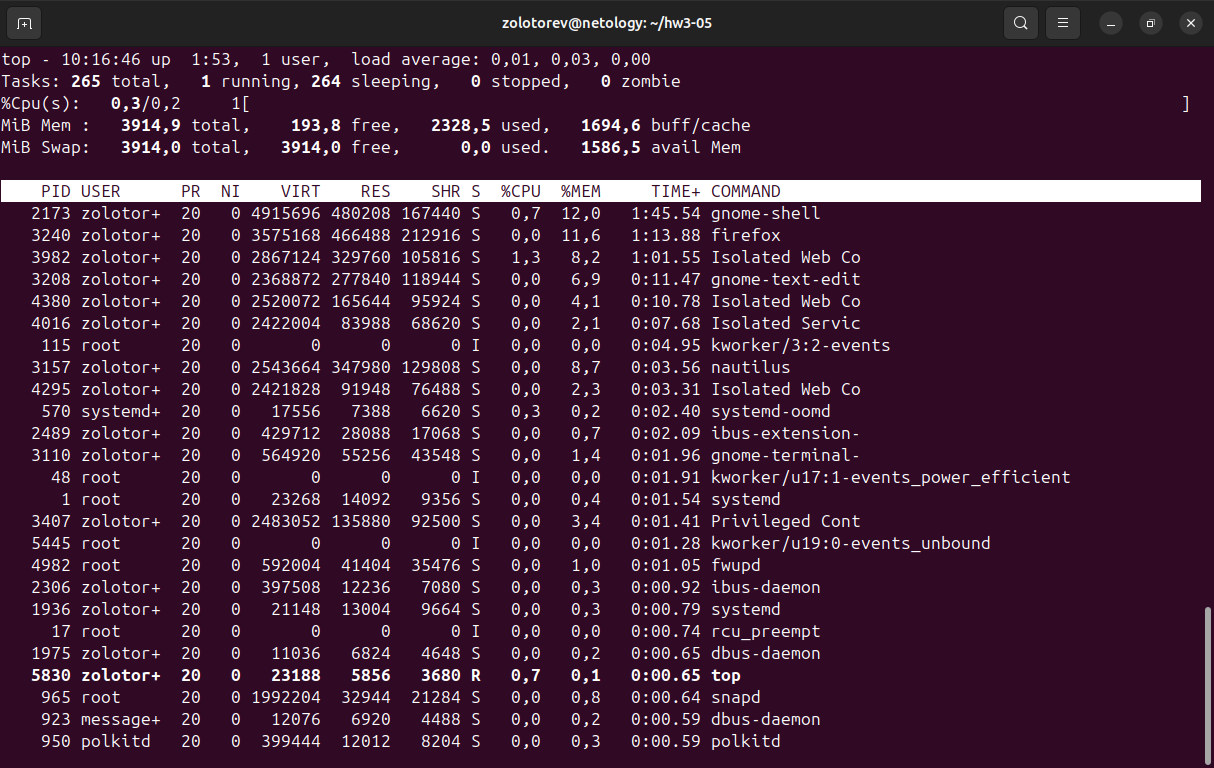 zolotorev@netology: ~/hw3-05
top - 10:16:46 up  1:53,  1 user,  load average: 0,01, 0,03, 0,00
Tasks: 265 total,   1 running, 264 sleeping,   0 stopped,   0 zombie
%Cpu(s):   0,3/0,2     1[                                                                                              ]
MiB Mem :   3914,9 total,    193,8 free,   2328,5 used,   1694,6 buff/cache
MiB Swap:   3914,0 total,   3914,0 free,      0,0 used.   1586,5 avail Mem
    PID USER      PR  NI    VIRT    RES    SHR S  %CPU  %MEM     TIME+ COMMAND
   2173 zolotor+  20   0 4915696 480208 167440 S   0,7  12,0   1:45.54 gnome-shell
   3240 zolotor+  20   0 3575168 466488 212916 S   0,0  11,6   1:13.88 firefox
   3982 zolotor+  20   0 2867124 329760 105816 S   1,3   8,2   1:01.55 Isolated Web Co
   3208 zolotor+  20   0 2368872 277840 118944 S   0,0   6,9   0:11.47 gnome-text-edit
   4380 zolotor+  20   0 2520072 165644  95924 S   0,0   4,1   0:10.78 Isolated Web Co
   4016 zolotor+  20   0 2422004  83988  68620 S   0,0   2,1   0:07.68 Isolated Servic
    115 root      20   0       0      0      0 I   0,0   0,0   0:04.95 kworker/3:2-events
   3157 zolotor+  20   0 2543664 347980 129808 S   0,0   8,7   0:03.56 nautilus
   4295 zolotor+  20   0 2421828  91948  76488 S   0,0   2,3   0:03.31 Isolated Web Co
    570 systemd+  20   0   17556   7388   6620 S   0,3   0,2   0:02.40 systemd-oomd
   2489 zolotor+  20   0  429712  28088  17068 S   0,0   0,7   0:02.09 ibus-extension-
   3110 zolotor+  20   0  564920  55256  43548 S   0,0   1,4   0:01.96 gnome-terminal-
     48 root      20   0       0      0      0 I   0,0   0,0   0:01.91 kworker/u17:1-events_power_efficient
      1 root      20   0   23268  14092   9356 S   0,0   0,4   0:01.54 systemd
   3407 zolotor+  20   0 2483052 135880  92500 S   0,0   3,4   0:01.41 Privileged Cont
   5445 root      20   0       0      0      0 I   0,0   0,0   0:01.28 kworker/u19:0-events_unbound
   4982 root      20   0  592004  41404  35476 S   0,0   1,0   0:01.05 fwupd
   2306 zolotor+  20   0  397508  12236   7080 S   0,0   0,3   0:00.92 ibus-daemon
   1936 zolotor+  20   0   21148  13004   9664 S   0,0   0,3   0:00.79 systemd
     17 root      20   0       0      0      0 I   0,0   0,0   0:00.74 rcu_preempt
   1975 zolotor+  20   0   11036   6824   4648 S   0,0   0,2   0:00.65 dbus-daemon
   5830 zolotor+  20   0   23188   5856   3680 R   0,7   0,1   0:00.65 top
    965 root      20   0 1992204  32944  21284 S   0,0   0,8   0:00.64 snapd
    923 message+  20   0   12076   6920   4488 S   0,0   0,2   0:00.59 dbus-daemon
    950 polkitd   20   0  399444  12012   8204 S   0,0   0,3   0:00.59 polkitd